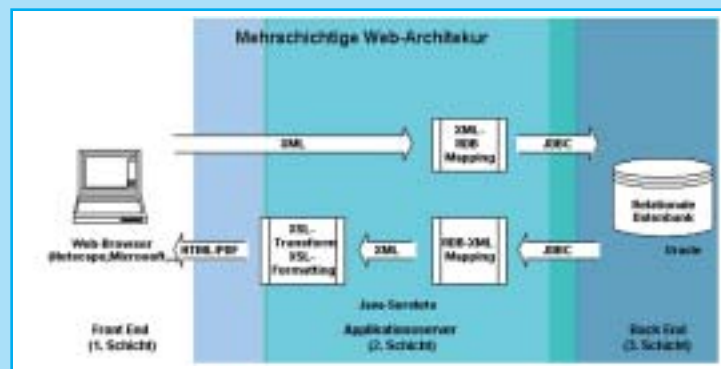 Mehrschichtige Web-Architekur
XML
XML-
RDB
Mapping
JDBC
Relationale
Datenbank
Oracle
Web-Browser
(Netscape,Microsoft...
HTML/PDF
XSL-
Transform
XSL-
Formatting
XML
RDB-XML
Mapping
JDBC
Java-Servlets
Front End
(1. Schicht)
Applikationsserver
(2. Schicht)
Back End
(3. Schicht)